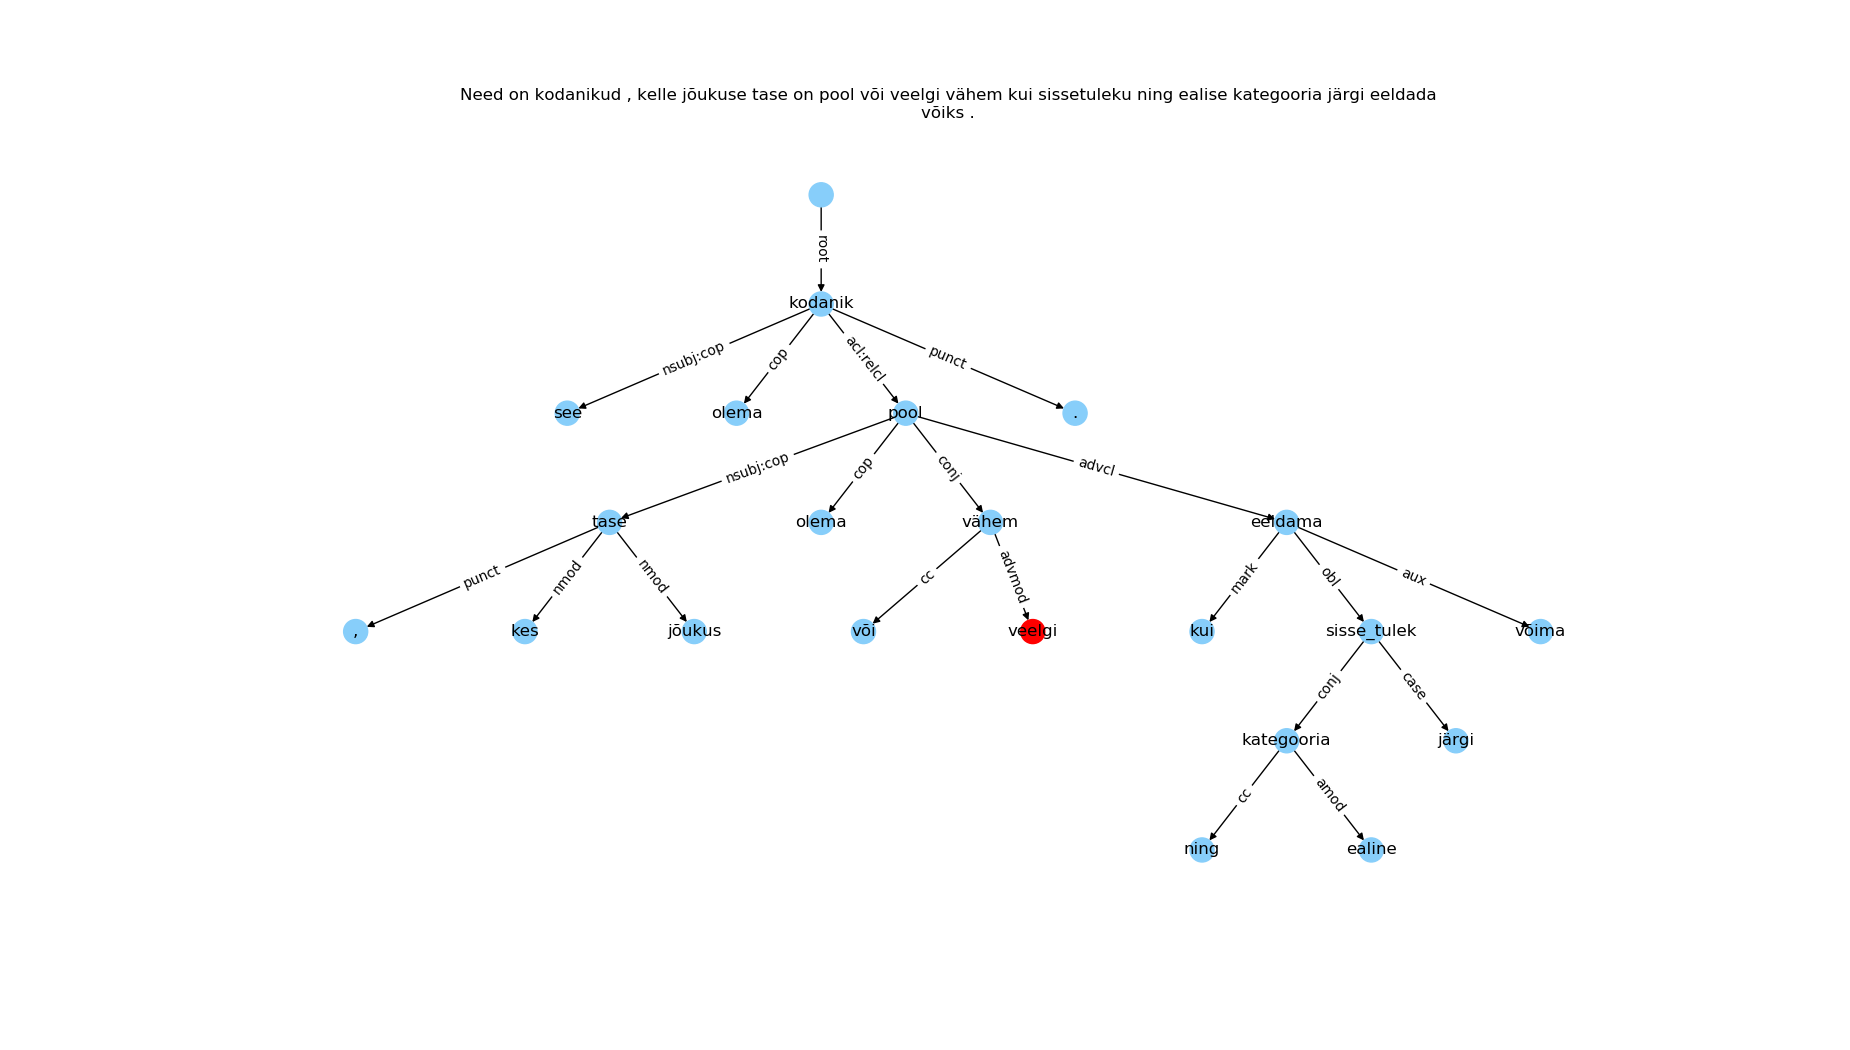 Need on kodanikud , kelle jõukuse tase on pool või veelgi vähem kui sissetuleku ning ealise kategooria järgi eeldada
võiks .
root
kodanik
nsubj:cop
cop
acl:relcl
punct
see
olema
pool
.
nsubj:cop
cop
conj
advcl
tase
olema
vähem
eeldama
punct
nmod
nmod
cc
advmod
mark
obl
aux
,
kes
jõukus
või
veelgi
kui
sisse_tulek
võima
conj
case
kategooria
järgi
cc
amod
ning
ealine